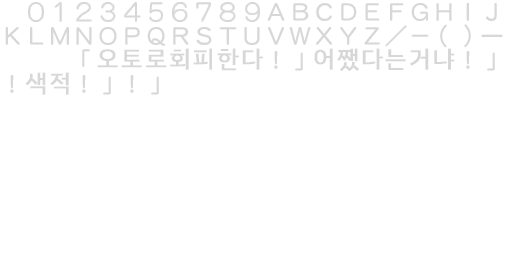 ０１２３４５６７８９ＡＢＣＤＥＦＧＨＩＪ
ＫＬＭＮＯＰＱＲＳＴＵＶＷＸＹＺ／－（ ）―
「오토로회피한다！」어쨌다는거냐！」
！색적！」！」